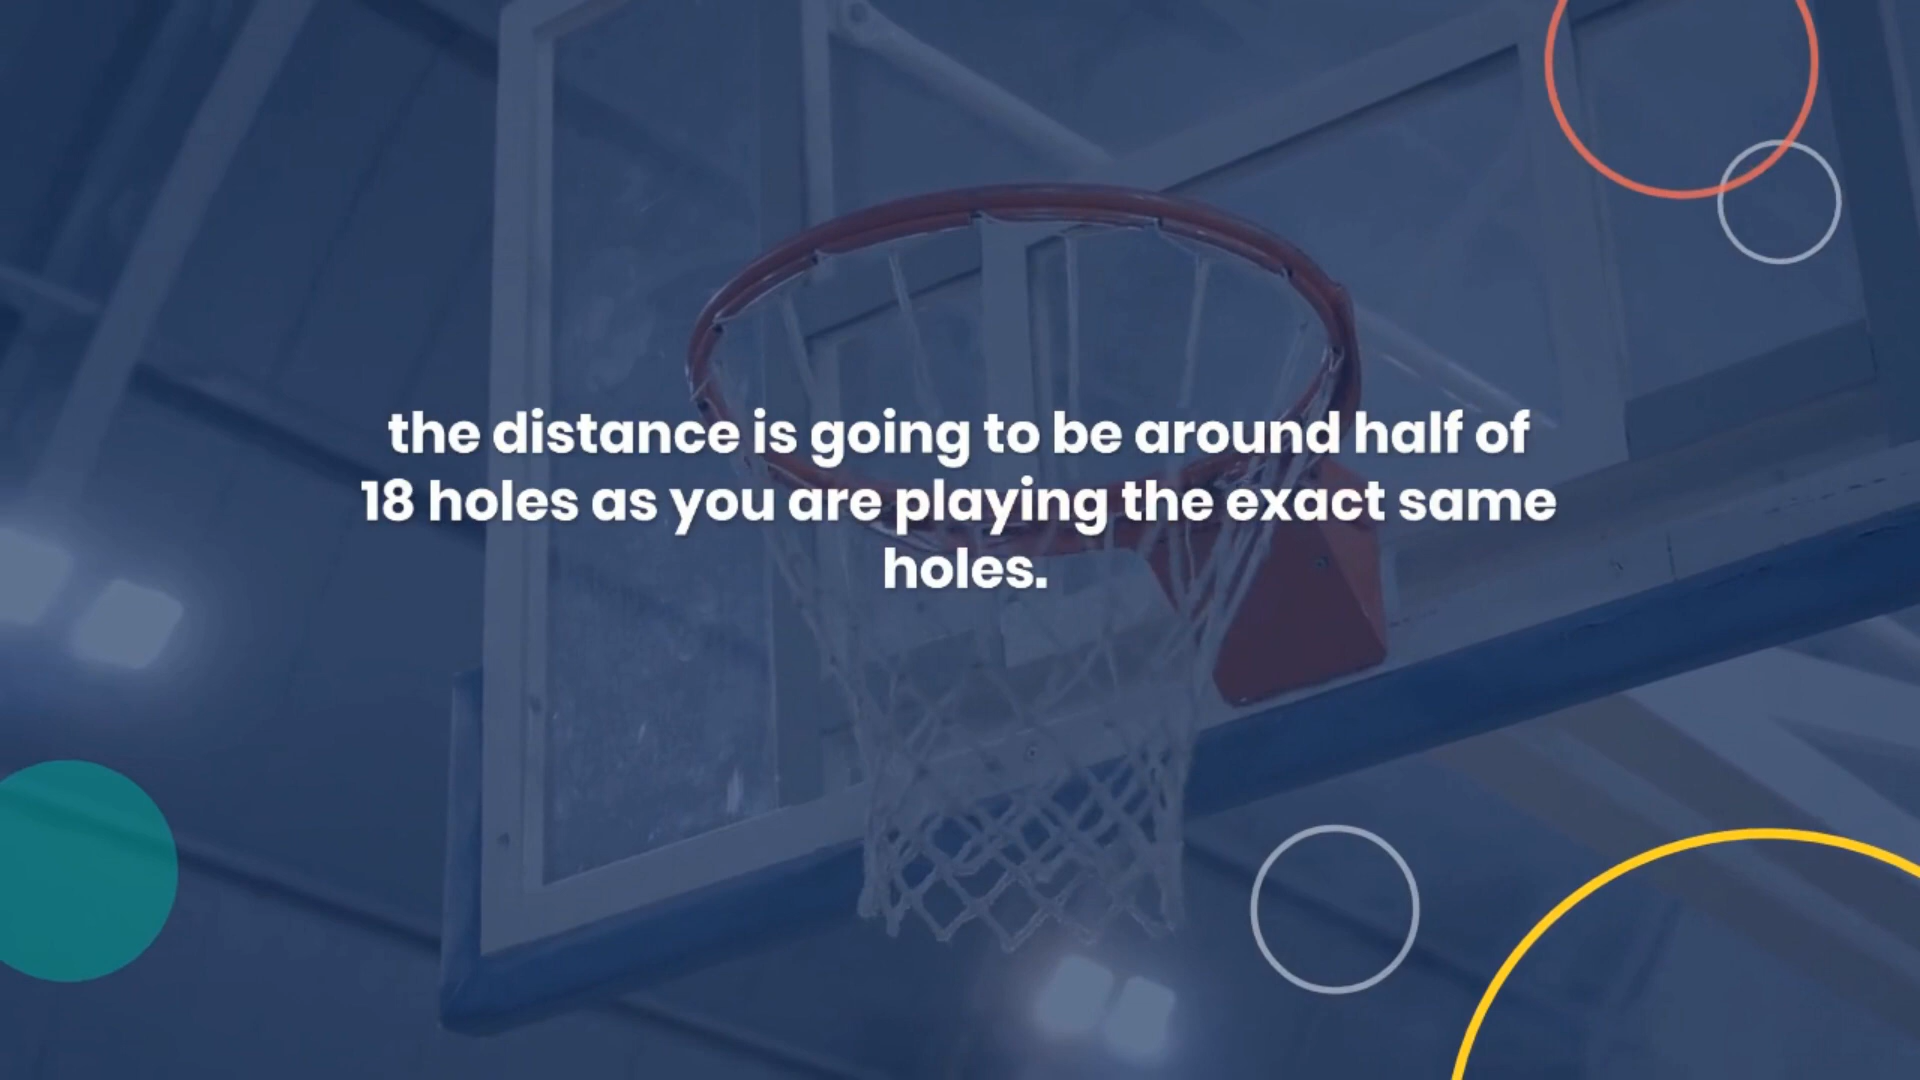 the distance is going to be around half of
18 holes as you are playing the exact same
holes.